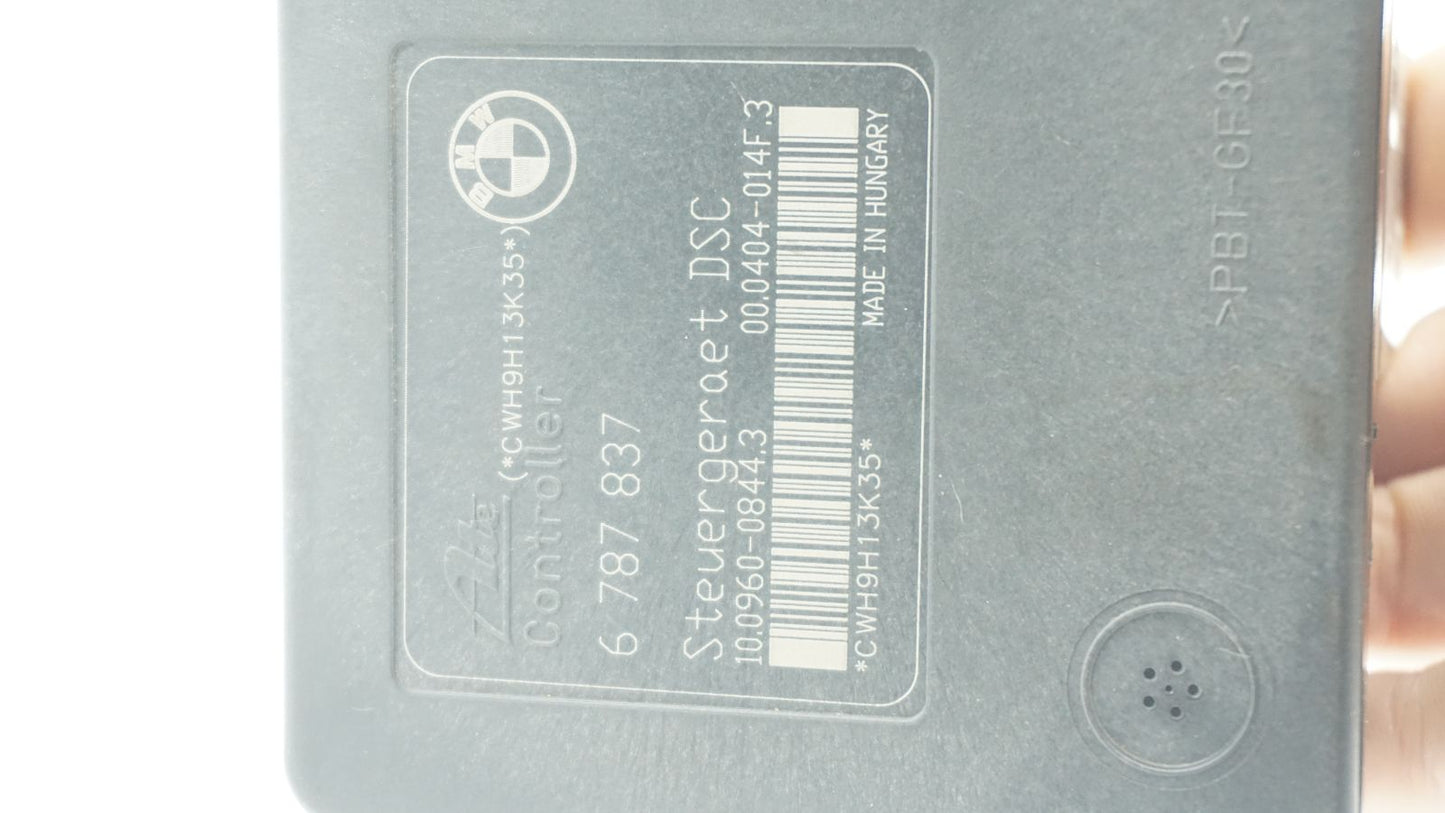 BMW
Ate (*CWH9H13K35*)
Controller
6 787 837
Steuergeraet DSC
10.0960-0844.3 00.0404-014F.3
*CWH9H13K35* MADE IN HUNGARY
>PBT-GF30<